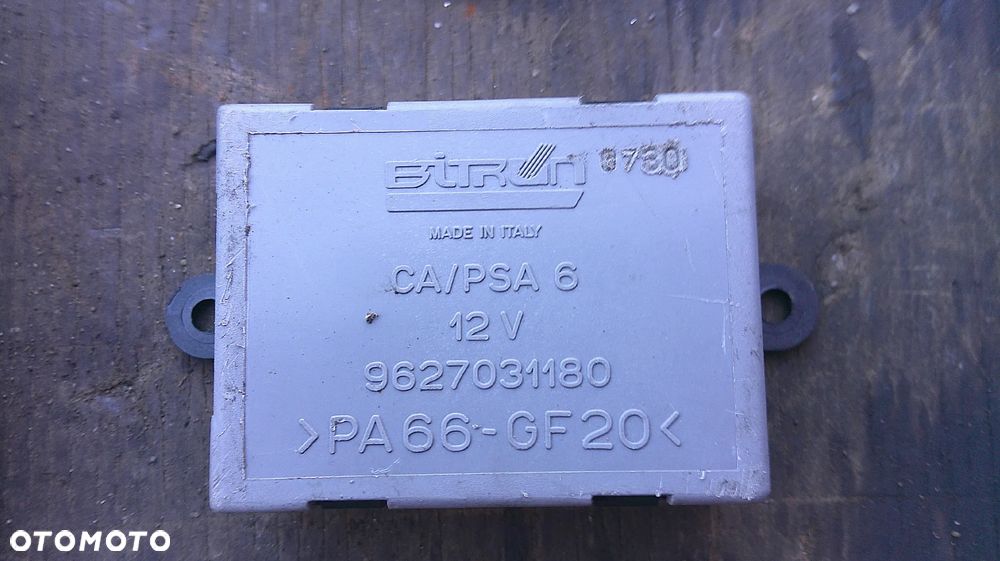 BITRON
MADE IN ITALY
CA/PSA 6
12 V
9627031180
>PA66-GF20<
OTOMOTO